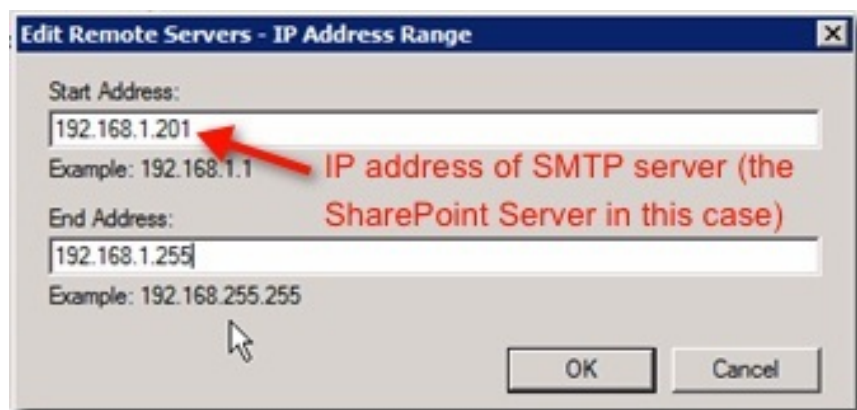 Edit Remote Servers - IP Address Range
Start Address:
192.168.1.201
Example: 192.168.1.1
IP address of SMTP server (the
SharePoint Server in this case)
End Address:
192.168.1.255
Example: 192.168.255.255
OK
Cancel